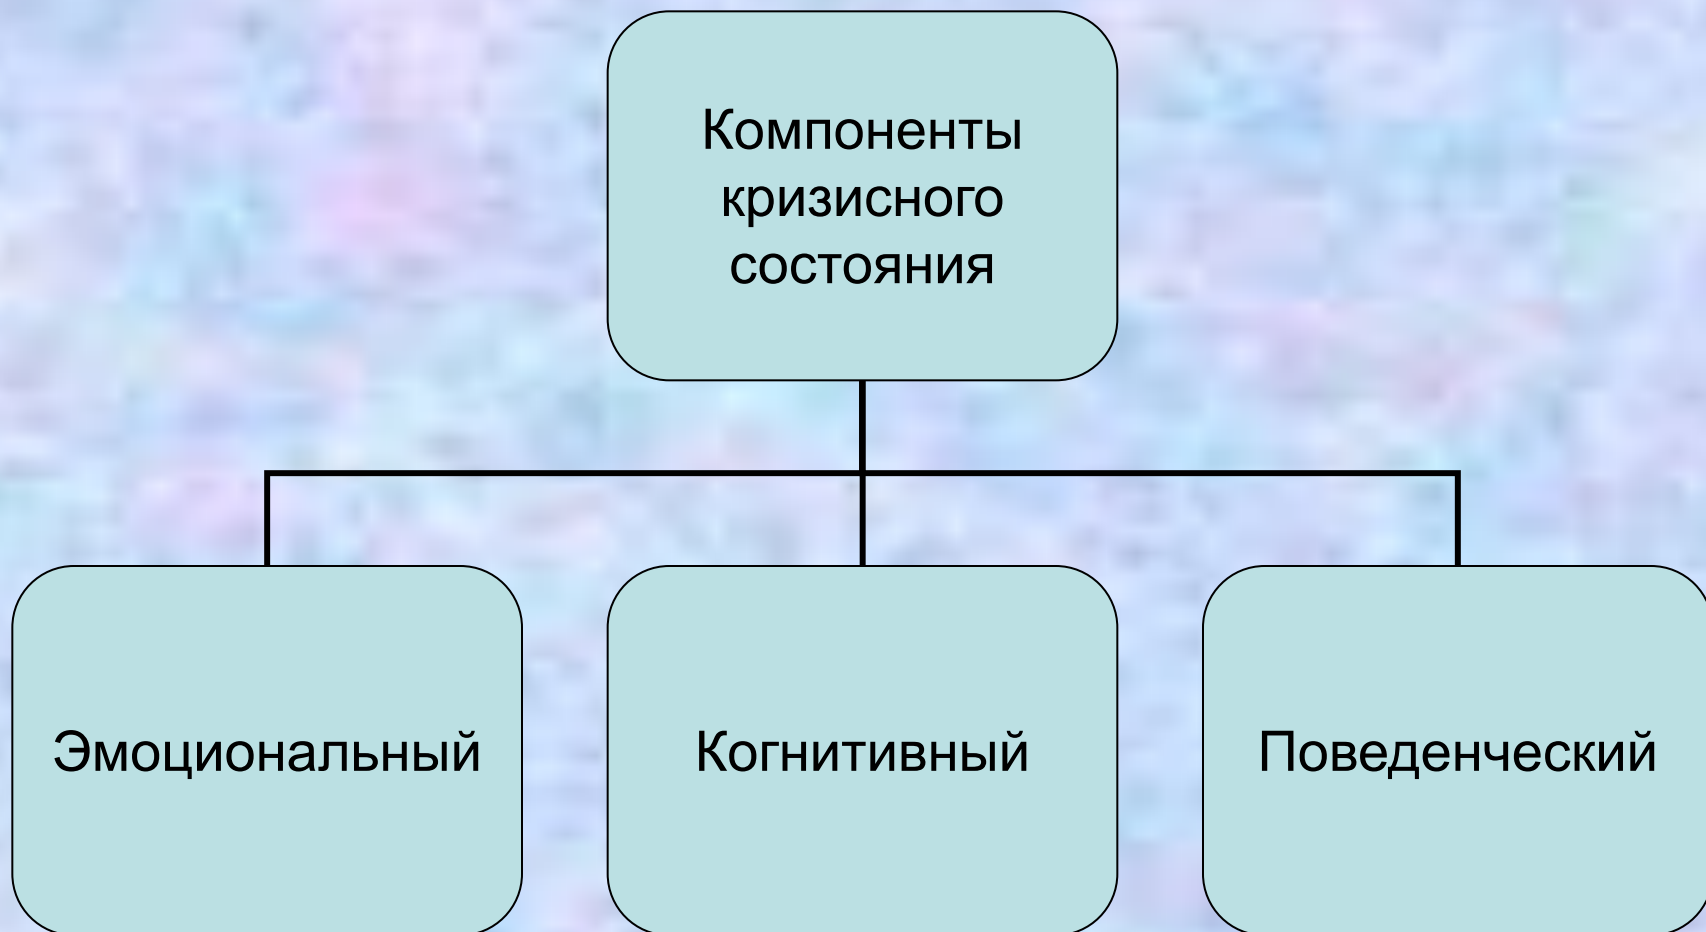 Компоненты
кризисного
состояния
Эмоциональный
Когнитивный
Поведенческий